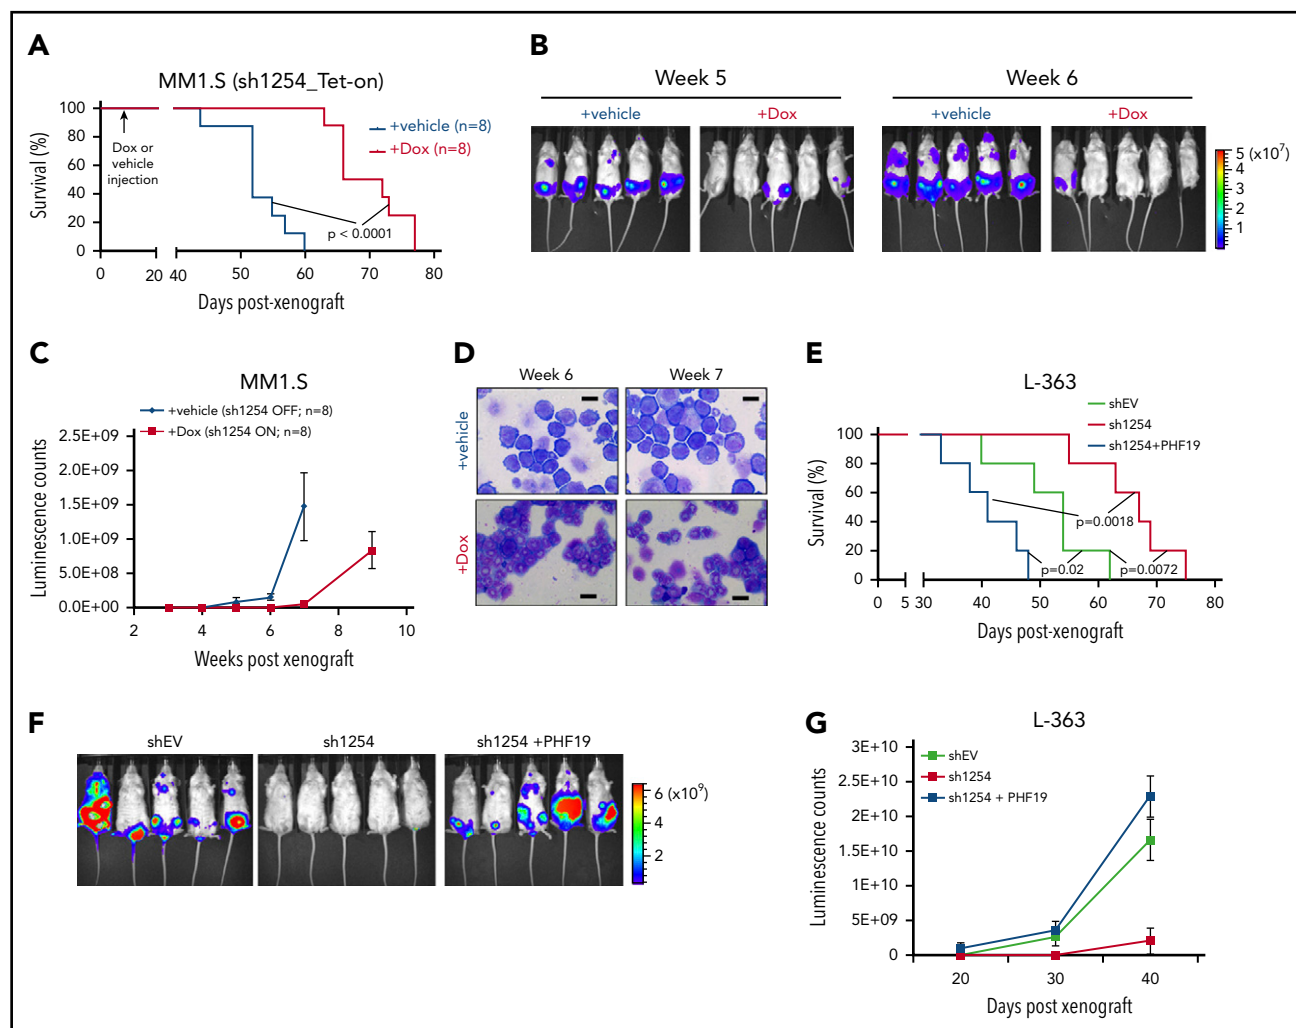 A
MM1.S (sh1254_Tet-on)
Survival (%)
100
80
60
40
20
0
Dox or
vehicle
injection
+vehicle (n=8)
+Dox (n=8)
p < 0.0001
0 20 40 50 60 70 80
Days post-xenograft
B
Week 5 Week 6
+vehicle +Dox +vehicle +Dox
5 (x10⁷)
4
3
2
1
C
MM1.S
+vehicle (sh1254 OFF; n=8)
+Dox (sh1254 ON; n=8)
Luminescence counts
2.5E+09
2.0E+09
1.5E+09
1.0E+09
5.0E+08
0.0E+00
2 4 6 8 10
Weeks post xenograft
D
Week 6 Week 7
+vehicle
+Dox
E
L-363
shEV
sh1254
sh1254+PHF19
Survival (%)
100
80
60
40
20
0
p=0.0018
p=0.02 p=0.0072
0 5 30 40 50 60 70 80
Days post-xenograft
F
shEV sh1254 sh1254 +PHF19
6 (x10⁹)
4
2
G
L-363
shEV
sh1254
sh1254 + PHF19
Luminescence counts
3E+10
2.5E+10
2E+10
1.5E+10
1E+10
5E+09
0
20 30 40
Days post xenograft